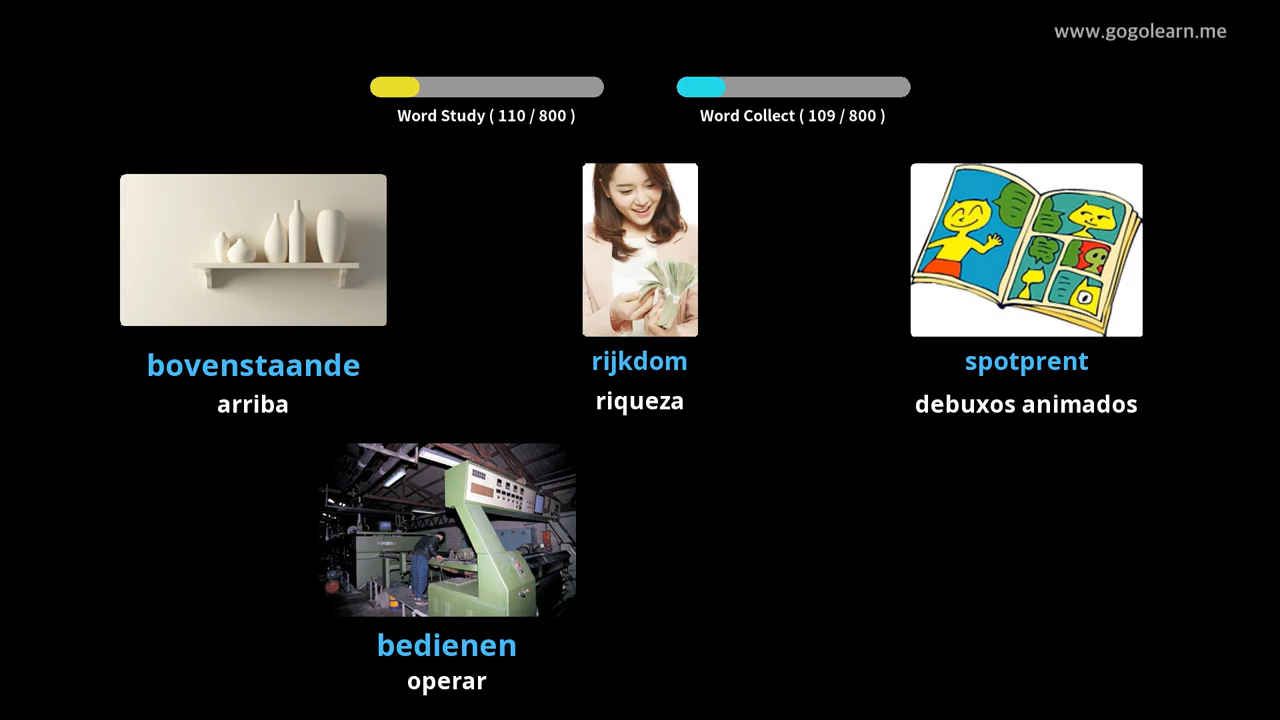 www.gogolearn.me
Word Study ( 110 / 800 )
Word Collect ( 109 / 800 )
bovenstaande
arriba
rijkdom
riqueza
spotprent
debuxos animados
bedienen
operar